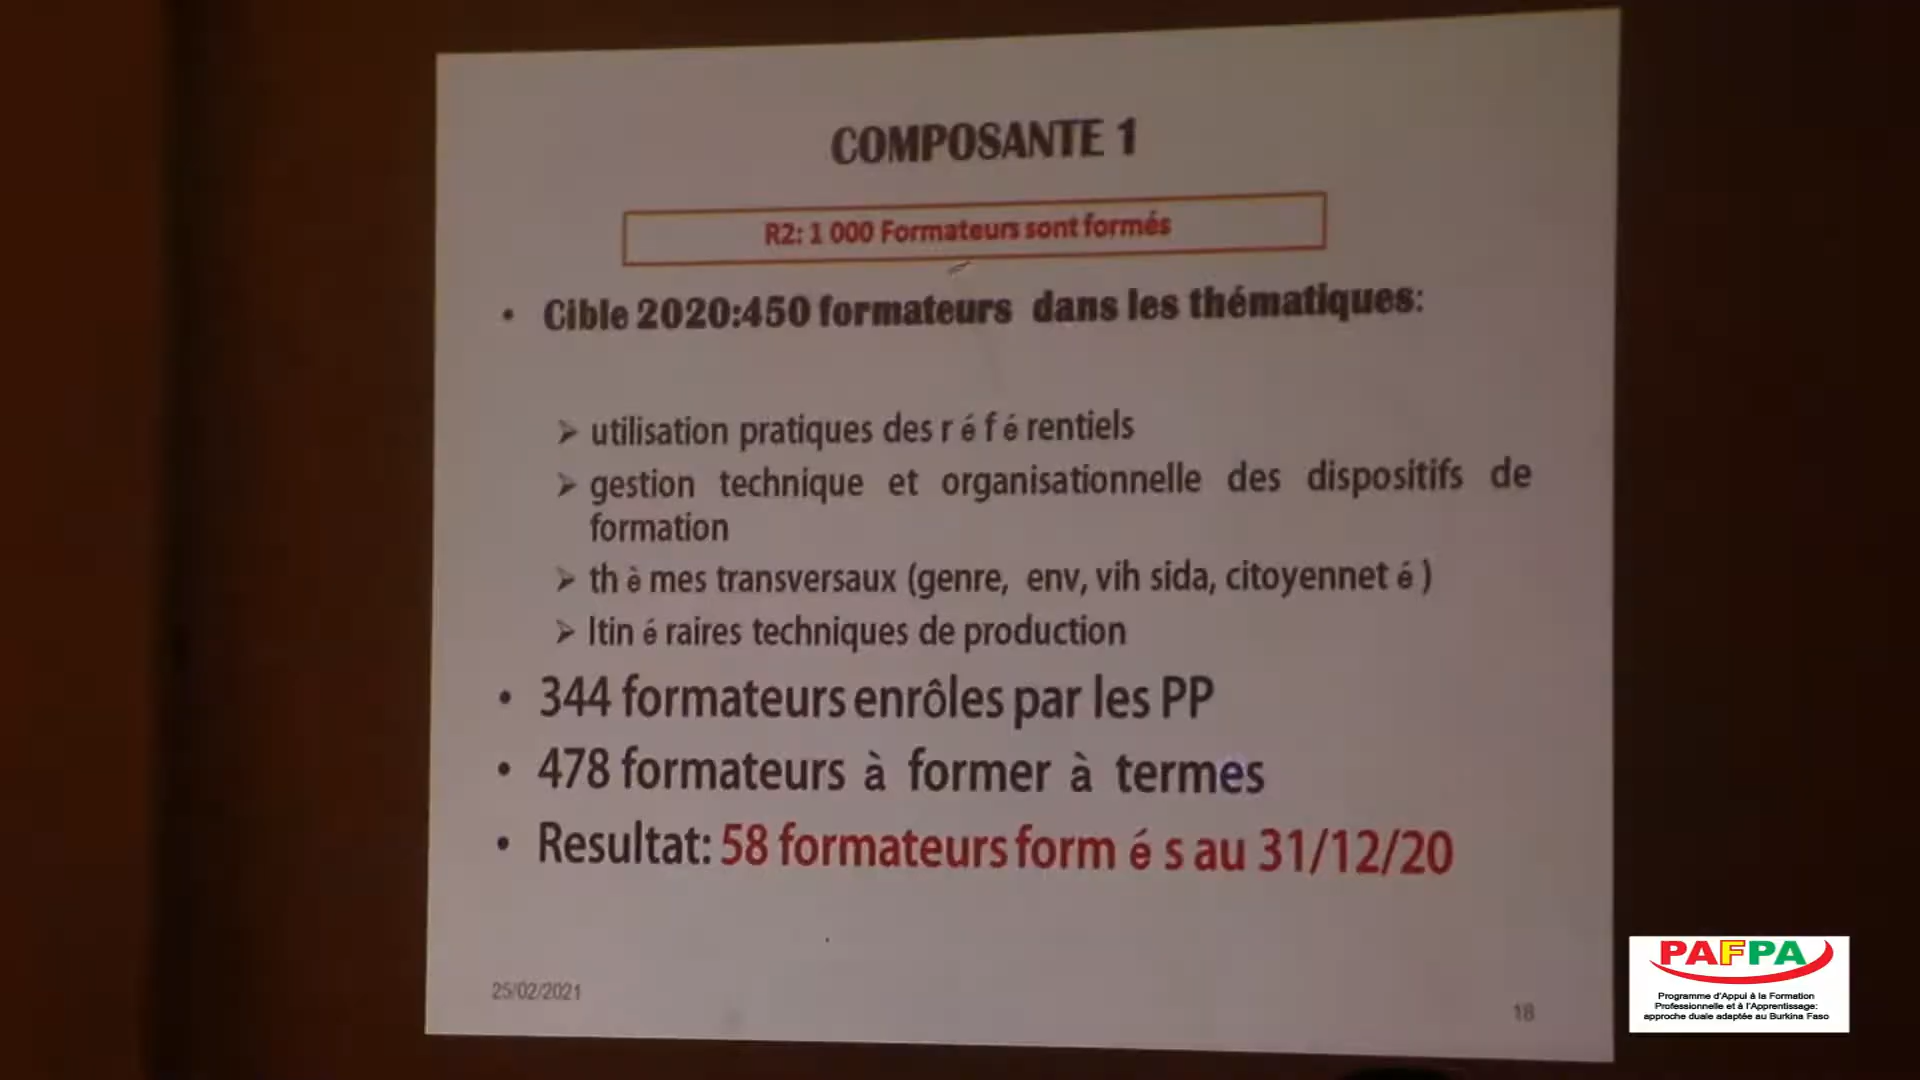 COMPOSANTE 1
R2: 1 000 Formateurs sont formés
• Cible 2020:450 formateurs dans les thématiques:
➢ utilisation pratiques des r é f é rentiels
➢ gestion technique et organisationnelle des dispositifs de
formation
➢ th è mes transversaux (genre, env, vih sida, citoyennet é )
➢ Itin é raires techniques de production
• 344 formateurs enrôles par les PP
• 478 formateurs à former à termes
• Resultat: 58 formateurs form é s au 31/12/20
25/02/2021
18
PAFPA
Programme d'Appui à la Formation
Professionnelle et à l'Apprentissage:
approche duale adaptée au Burkina Faso